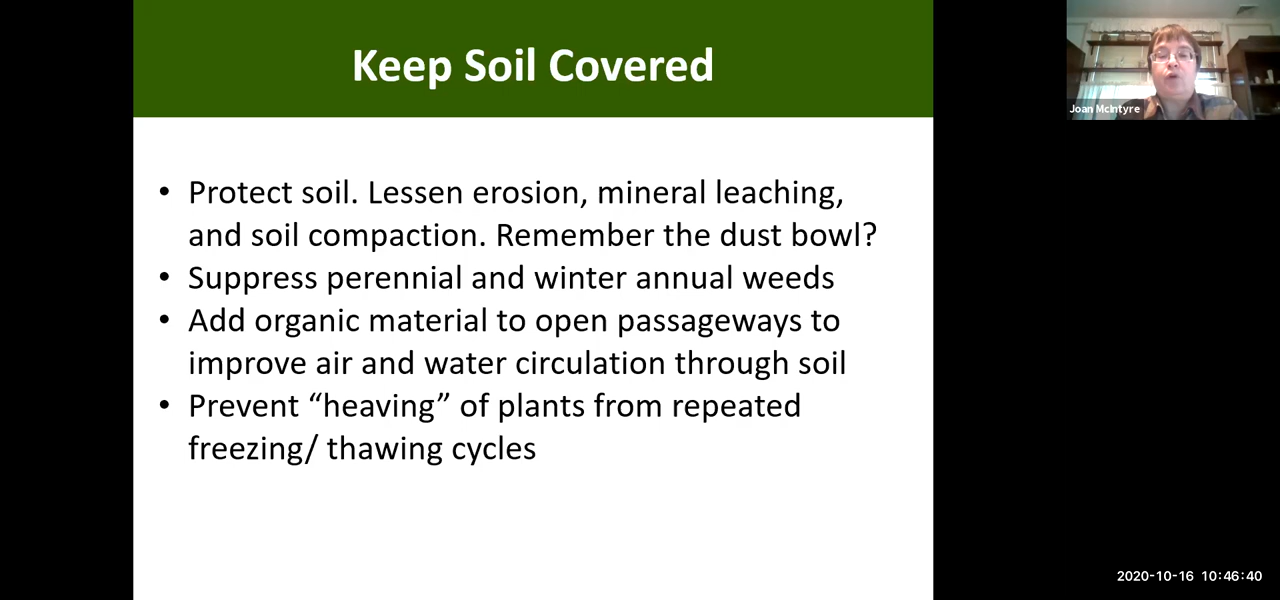 Keep Soil Covered
Joan McIntyre
• Protect soil. Lessen erosion, mineral leaching,
and soil compaction. Remember the dust bowl?
• Suppress perennial and winter annual weeds
• Add organic material to open passageways to
improve air and water circulation through soil
• Prevent “heaving” of plants from repeated
freezing/ thawing cycles
2020-10-16 10:46:40